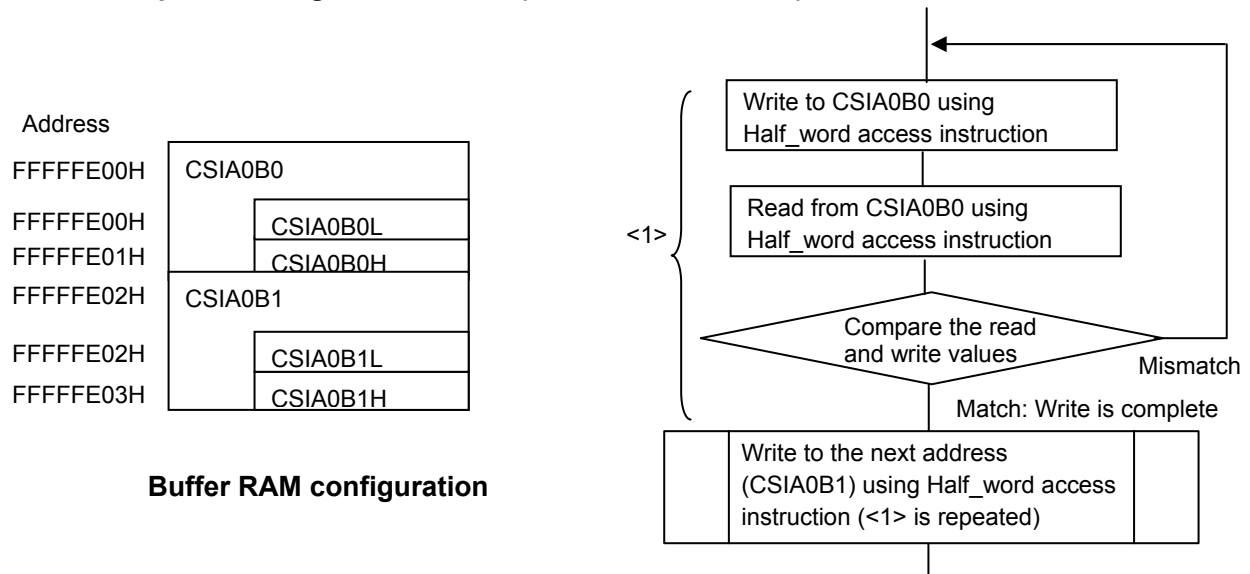 Address
FFFFFE00H
CSIA0B0
FFFFFE00H
CSIA0B0L
FFFFFE01H
CSIA0B0H
FFFFFE02H
CSIA0B1
FFFFFE02H
CSIA0B1L
FFFFFE03H
CSIA0B1H
Buffer RAM configuration
<1>
Write to CSIA0B0 using
Half_word access instruction
Read from CSIA0B0 using
Half_word access instruction
Compare the read
and write values
Mismatch
Match: Write is complete
Write to the next address
(CSIA0B1) using Half_word access
instruction (<1> is repeated)